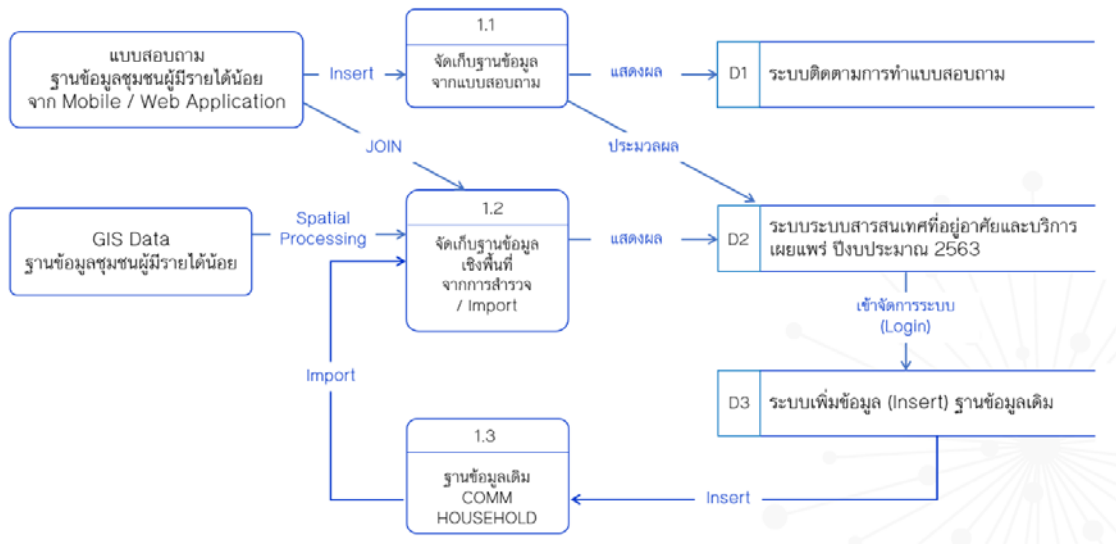 แบบสอบถาม
ฐานข้อมูลชุมชนผู้มีรายได้น้อย
จาก Mobile / Web Application
Insert
1.1
จัดเก็บฐานข้อมูล
จากแบบสอบถาม
แสดงผล
D1
ระบบติดตามการทำแบบสอบถาม
JOIN
ประมวลผล
GIS Data
ฐานข้อมูลชุมชนผู้มีรายได้น้อย
Spatial
Processing
1.2
จัดเก็บฐานข้อมูล
เชิงพื้นที่
จากการสำรวจ
/ Import
แสดงผล
D2
ระบบระบบสารสนเทศที่อยู่อาศัยและบริการ
เผยแพร่ ปีงบประมาณ 2563
เข้าจัดการระบบ
(Login)
Import
D3
ระบบเพิ่มข้อมูล (Insert) ฐานข้อมูลเดิม
1.3
ฐานข้อมูลเดิม
COMM
HOUSEHOLD
Insert